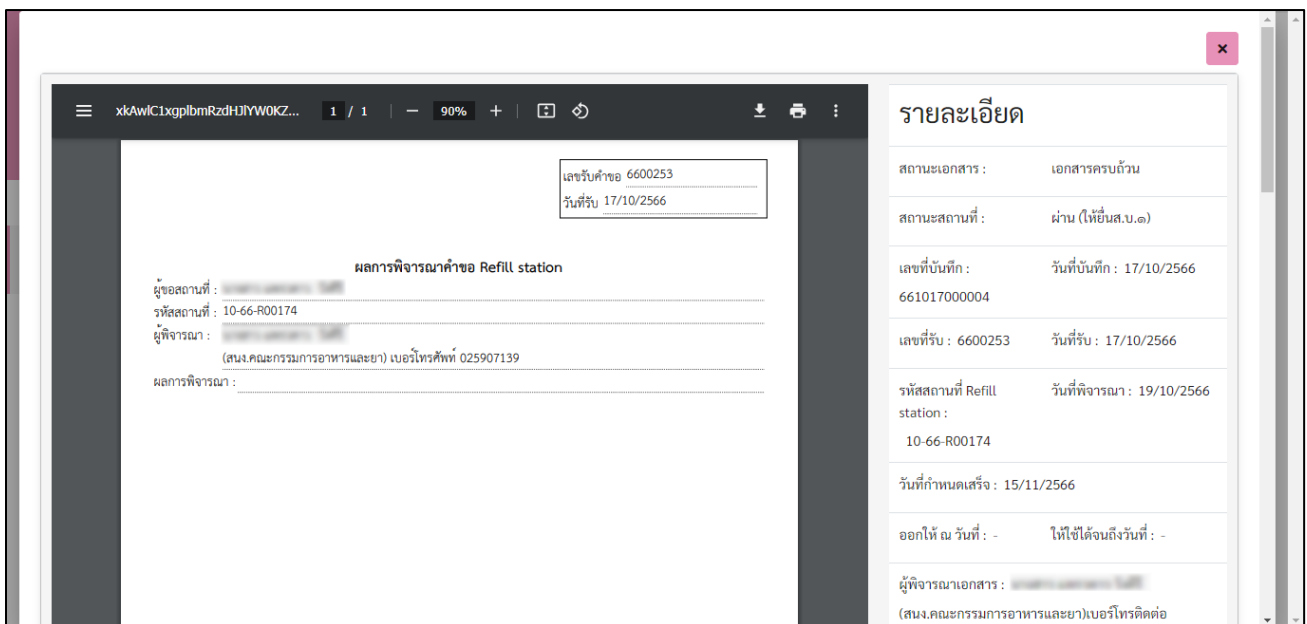 ×
xkAwlC1xgplbmRzdHJlYW0KZ... 1 / 1 90%
เลขรับคำขอ 6600253
วันที่รับ 17/10/2566
ผลการพิจารณาคำขอ Refill station
ผู้ขอสถานที่ :
รหัสสถานที่ : 10-66-R00174
ผู้พิจารณา :
(สนง.คณะกรรมการอาหารและยา) เบอร์โทรศัพท์ 025907139
ผลการพิจารณา :
รายละเอียด
สถานะเอกสาร : เอกสารครบถ้วน
สถานะสถานที่ : ผ่าน (ให้ยื่นส.บ.๑)
เลขที่บันทึก : วันที่บันทึก : 17/10/2566
661017000004
เลขที่รับ : 6600253 วันที่รับ : 17/10/2566
รหัสสถานที่ Refill วันที่พิจารณา : 19/10/2566
station :
10-66-R00174
วันที่กำหนดเสร็จ : 15/11/2566
ออกให้ ณ วันที่ : - ให้ใช้ได้จนถึงวันที่ : -
ผู้พิจารณาเอกสาร :
(สนง.คณะกรรมการอาหารและยา)เบอร์โทรติดต่อ